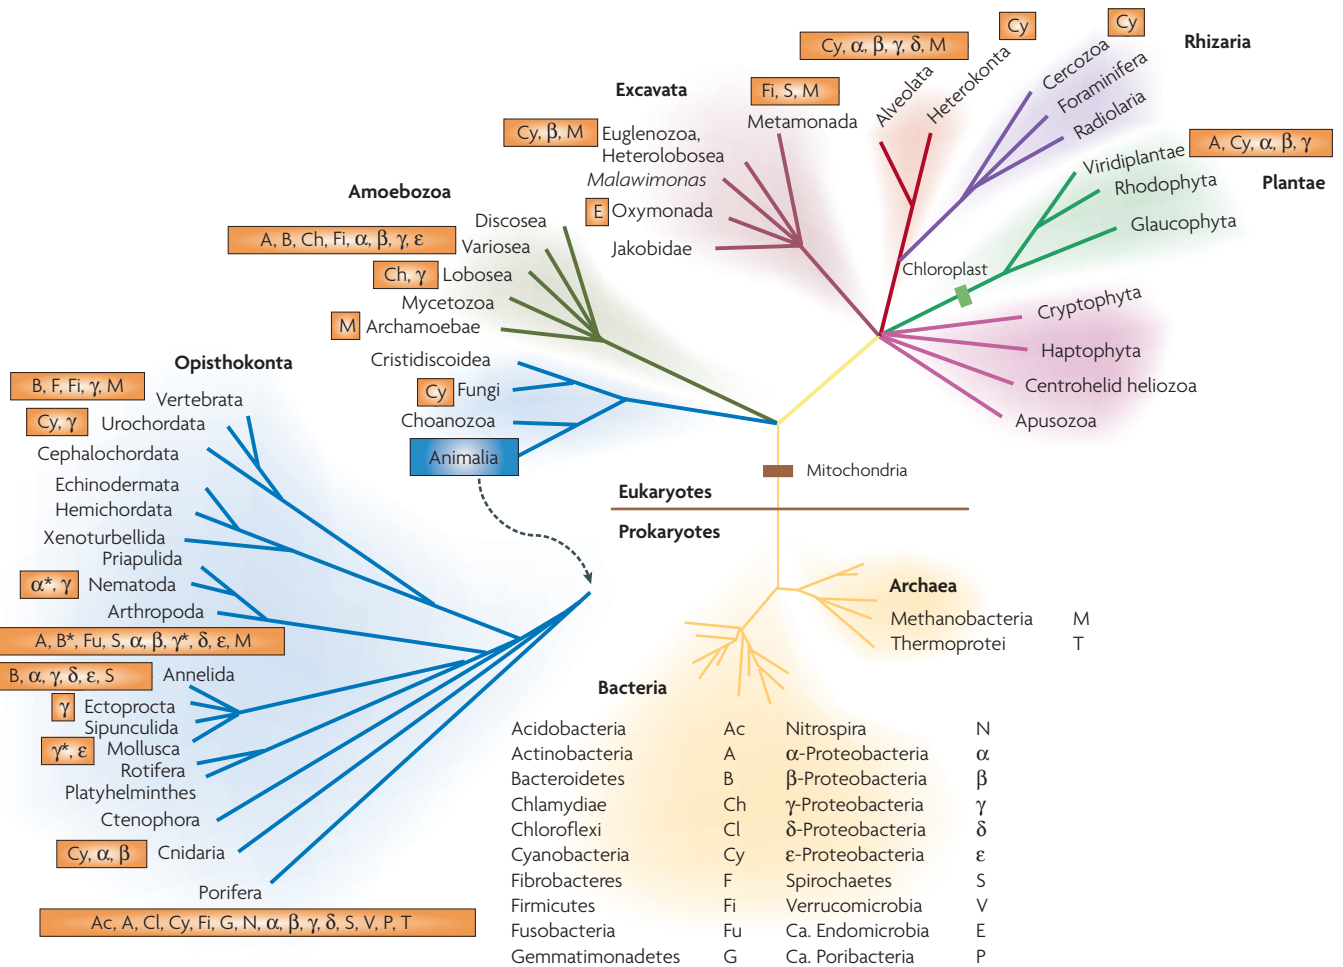 Cy
Cy
Rhizaria
Cy, α, β, γ, δ, M
Heterokonta
Cercozoa
Foraminifera
Radiolaria
Alveolata
Excavata
Fi, S, M
Metamonada
Cy, β, M
Euglenozoa,
Heterolobosea
Malawimonas
E
Oxymonada
Jakobidae
A, Cy, α, β, γ
Viridiplantae
Plantae
Rhodophyta
Glaucophyta
Chloroplast
Amoebozoa
Discosea
A, B, Ch, Fi, α, β, γ, ε
Variosea
Ch, γ
Lobosea
Mycetozoa
M
Archamoebae
Cryptophyta
Haptophyta
Centrohelid heliozoa
Apusozoa
Opisthokonta
Cristidiscoidea
Cy
Fungi
Choanozoa
Animalia
B, F, Fi, γ, M
Vertebrata
Cy, γ
Urochordata
Cephalochordata
Echinodermata
Hemichordata
Xenoturbellida
Priapulida
α*, γ
Nematoda
Arthropoda
A, B*, Fu, S, α, β, γ*, δ, ε, M
B, α, γ, δ, ε, S
Annelida
γ
Ectoprocta
Sipunculida
γ*, ε
Mollusca
Rotifera
Platyhelminthes
Ctenophora
Cy, α, β
Cnidaria
Porifera
Ac, A, Cl, Cy, Fi, G, N, α, β, γ, δ, S, V, P, T
Mitochondria
Eukaryotes
Prokaryotes
Archaea
Methanobacteria M
Thermoprotei T
Bacteria
Acidobacteria Ac Nitrospira N
Actinobacteria A α-Proteobacteria α
Bacteroidetes B β-Proteobacteria β
Chlamydiae Ch γ-Proteobacteria γ
Chloroflexi Cl δ-Proteobacteria δ
Cyanobacteria Cy ε-Proteobacteria ε
Fibrobacteres F Spirochaetes S
Firmicutes Fi Verrucomicrobia V
Fusobacteria Fu Ca. Endomicrobia E
Gemmatimonadetes G Ca. Poribacteria P